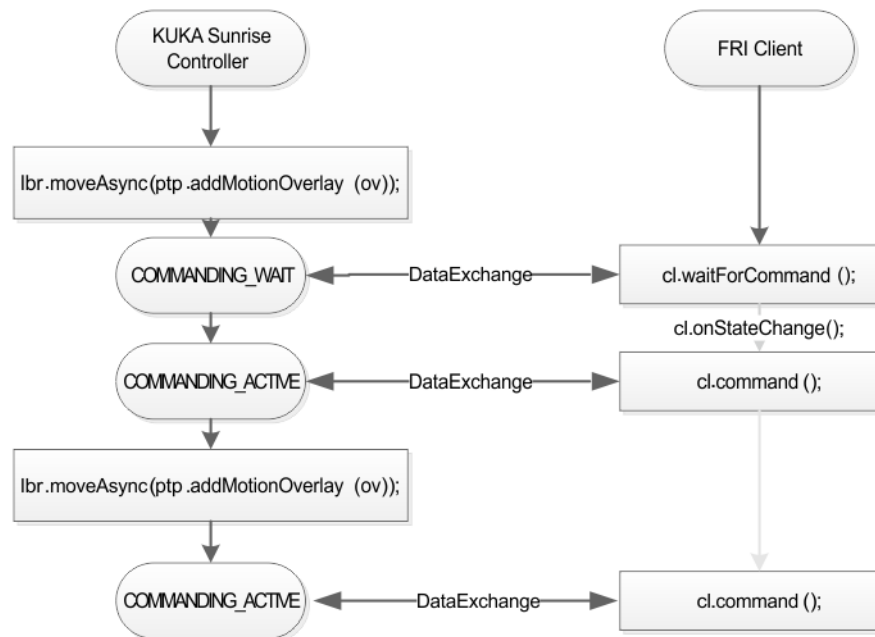 KUKA Sunrise
Controller
FRI Client
lbr.moveAsync(ptp.addMotionOverlay (ov));
COMMANDING_WAIT
DataExchange
cl.waitForCommand ();
cl.onStateChange();
COMMANDING_ACTIVE
DataExchange
cl.command ();
lbr.moveAsync(ptp.addMotionOverlay (ov));
COMMANDING_ACTIVE
DataExchange
cl.command ();